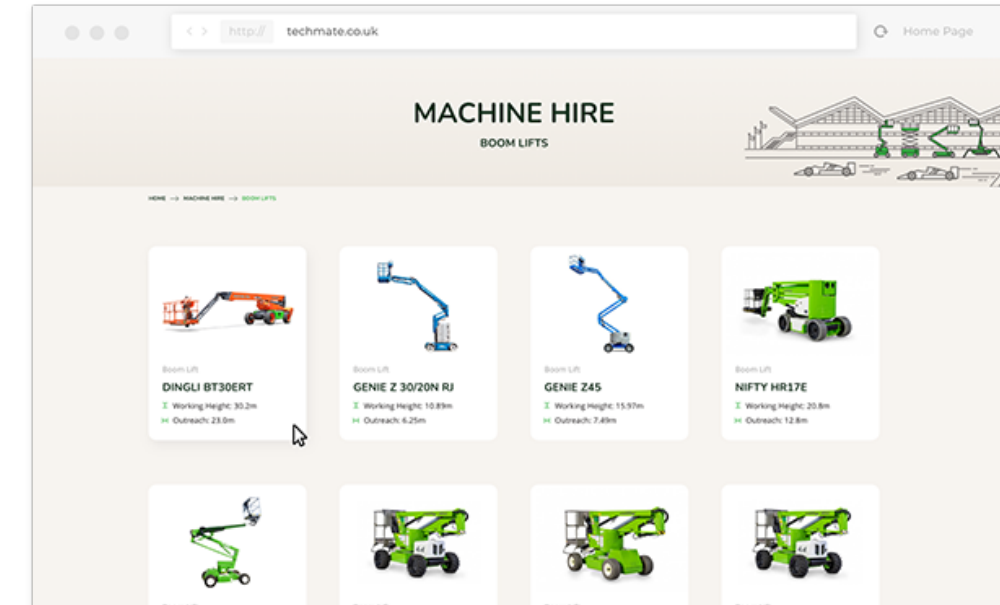 http://
techmate.co.uk
Home Page
MACHINE HIRE
BOOM LIFTS
HOME → MACHINE HIRE → BOOM LIFTS
Boom Lift
DINGLI BT30ERT
Working Height: 30.2m
Outreach: 23.0m
Boom Lift
GENIE Z 30/20N RJ
Working Height: 10.89m
Outreach: 6.25m
Boom Lift
GENIE Z45
Working Height: 15.97m
Outreach: 7.49m
Boom Lift
NIFTY HR17E
Working Height: 20.8m
Outreach: 12.8m